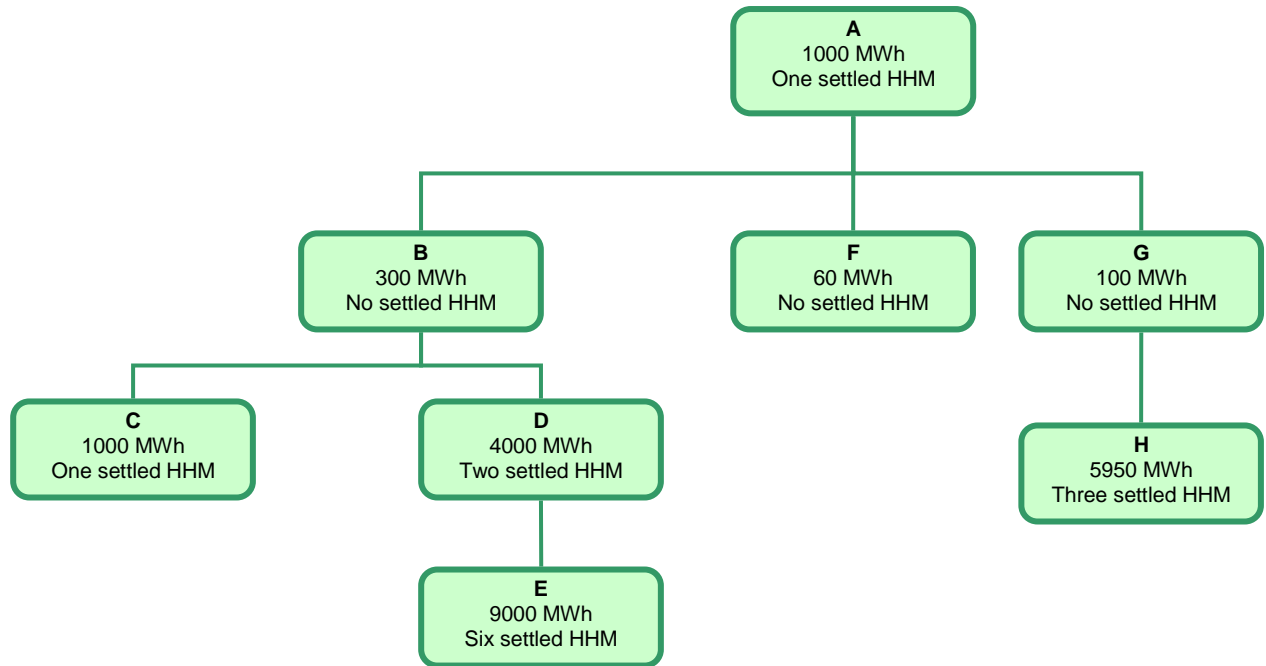 A
1000 MWh
One settled HHM
B
300 MWh
No settled HHM
F
60 MWh
No settled HHM
G
100 MWh
No settled HHM
C
1000 MWh
One settled HHM
D
4000 MWh
Two settled HHM
H
5950 MWh
Three settled HHM
E
9000 MWh
Six settled HHM